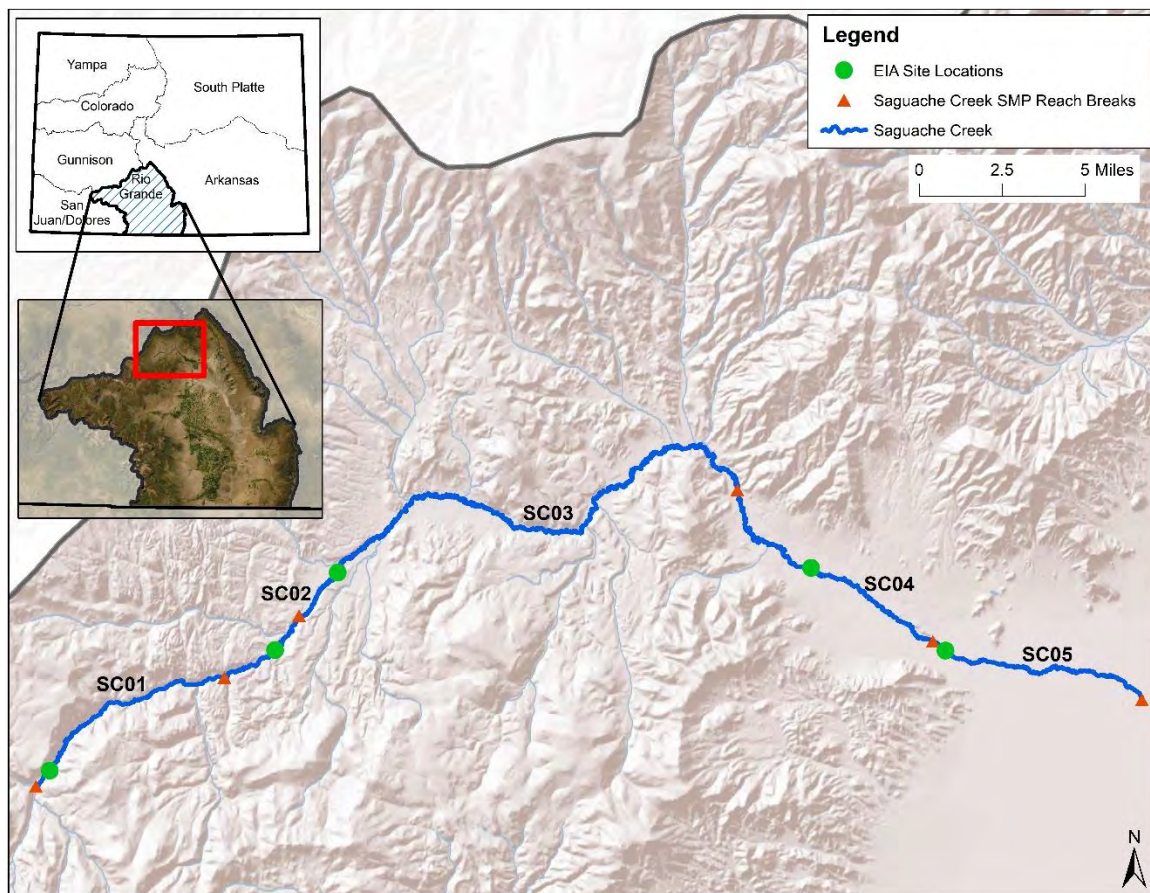 Yampa
South Platte
Colorado
Gunnison
Rio
Grande
Arkansas
San
Juan/Dolores
Legend
EIA Site Locations
Saguache Creek SMP Reach Breaks
Saguache Creek
0 2.5 5 Miles
SC03
SC02
SC04
SC01
SC05
N